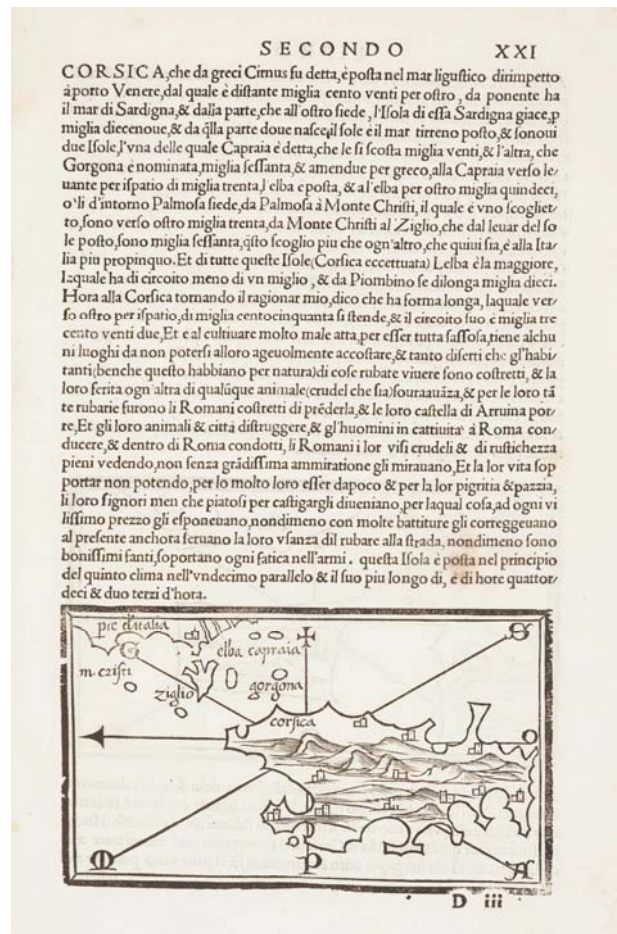 SECONDO XXI
CORSICA, che da greci Cirnus fu detta, è posta nel mar ligustico dirimpetto
à porto Venere, dal quale è distante miglia cento venti per ostro, da ponente ha
il mar di Sardigna, & dalla parte, che all'ostro siede, l'Isola di essa Sardigna giace, p
miglia diecenoue, & da q̃lla parte doue nasce, il sole è il mar tirreno posto, & sonoui
due Isole, l'vna delle quale Capraia è detta, che le si scosta miglia venti, & l'altra, che
Gorgona è nominata, miglia sessanta, & amendue per greco, alla Capraia verso le/
uante per ispatio di miglia trenta, l elba e posta, & al'elba per ostro miglia quindeci,
o'li d'intorno Palmosa siede, da Palmosa à Monte Christi, il quale e vno scogliet/
to, sono verso ostro miglia trenta, da Monte Christi al Ziglio, che dal leuar del so
le posto, sono miglia sessanta, q̃sto scoglio piu che ogn'altro, che quiui sia, è alla Ita/
lia piu propinquo. Et di tutte queste Isole (Corsica eccettuata) Lelba è la maggiore,
laquale ha di circoito meno di vn miglio, & da Piombino se dilonga miglia dieci.
Hora alla Corsica tornando il ragionar mio, dico che ha forma longa, laquale ver/
so ostro per ispatio, di miglia centocinquanta si stende, & il circoito suo è miglia tre
cento venti due, Et e al cultiuare molto male atta, per esser tutta sassosa, tiene alchu
ni luoghi da non potersi alloro ageuolmente accostare, & tanto diserti che gl'habi/
tanti (benche questo habbiano per natura) di cose rubate viuere sono costretti, & la
loro ferita ogn'altra di qualũque animale (crudel che sia) souraauãza, & per le loro tã
te rubarie furono li Romani costretti di prẽderla, & le loro castella di Arruina por/
re, Et gli loro animali & città distruggere, & gl'huomini in cattiuita à Roma con/
ducere, & dentro di Roma condotti, li Romani i lor visi crudeli & di rustichezza
pieni vedendo, non senza grãdissima ammiratione gli mirauano, Et la lor vita sop
portar non potendo, per lo molto loro esser dapoco & per la lor pigritia & pazzia,
li loro signori men che piatosi per castigargli diueniano, per laqual cosa, ad ogni vi
lissimo prezzo gli esponeuano, nondimeno con molte battiture gli correggeuano
al presente anchora seruano la loro vsanza dil rubare alla strada, nondimeno sono
bonissimi fanti, soportano ogni fatica nell'armi. questa Isola è posta nel principio
del quinto clima nell'vndecimo parallelo & il suo piu longo di, è di hore quattor/
deci & duo terzi d'hora.
pte d'italia
G
elba capraia
S
m. cristi
ziglio
gorgona
corsica
O
M
P
A
D iii